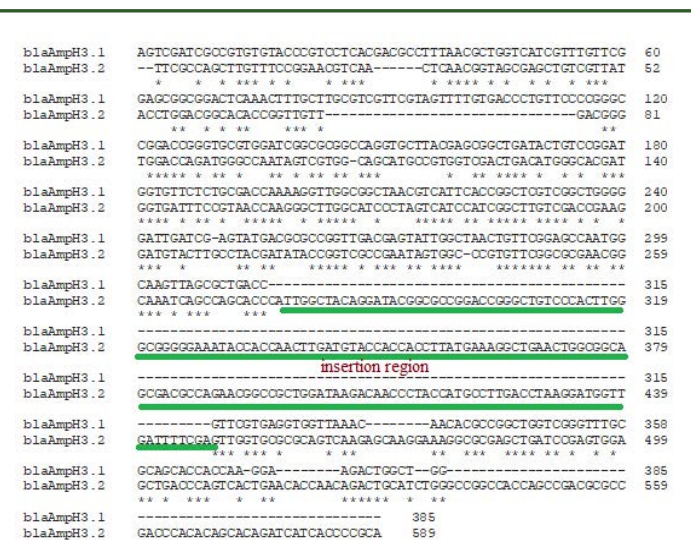 blaAmpH3.1 AGTCGATCGCCGTGTGTACCCGTCCTCACGACGCCTTTAACGCTGGTCATCGTTTGTTCG 60
blaAmpH3.2 --TTCGCCAGCTTGTTTCCGGAACGTCAA------CTCAACGGTAGCGAGCTGTCGTTAT 52
blaAmpH3.1 GAGCGGCGGACTCAAACTTTGCTTGCGTCGTTCGTAGTTTTGTGACCCTGTTCCCCGGGC 120
blaAmpH3.2 ACCTGGACGGCACACCGGTTGTT-------------------------------GACGGG 81
blaAmpH3.1 CGGACCGGGTGCGTGGATCGGCGCGGCCAGGTGCTTACGAGCGGCTGATACTGTCCGGAT 180
blaAmpH3.2 TGGACCAGATGGGCCAATAGTCGTGG-CAGCATGCCGTGGTCGACTGACATGGGCACGAT 140
blaAmpH3.1 GGTGTTCTCTGCGACCAAAAGGTTGGCGGCTAACGTCATTCACCGGCTCGTCGGCTGGGG 240
blaAmpH3.2 GGTGATTTCCGTAACCAAGGGCTTGGCATCCCTAGTCATCCATCGGCTTGTCGACCGAAG 200
blaAmpH3.1 GATTGATCG-AGTATGACGCGCCGGTTGACGAGTATTGGCTAACTGTTCGGAGCCAATGG 299
blaAmpH3.2 GATGTACTTGCCTACGATATACCGGTCGCCGAATAGTGGC-CCGTGTTCGGCGCGAACGG 259
blaAmpH3.1 CAAGTTAGCGCTGACC-------------------------------------------- 315
blaAmpH3.2 CAAATCAGCCAGCACCCATTGGCTACAGGATACGGCGCCGGACCGGGCTGTCCCACTTGG 319
blaAmpH3.1 ------------------------------------------------------------ 315
blaAmpH3.2 GCGGGGGAAATACCACCAACTTGATGTACCACCACCTTATGAAAGGCTGAACTGGCGGCA 379
insertion region
blaAmpH3.1 ------------------------------------------------------------ 315
blaAmpH3.2 GCGACGCCAGAACGGCCGCTGGATAAGACAACCCTACCATGCCTTGACCTAAGGATGGTT 439
blaAmpH3.1 ---------GTTCGTGAGGTGGTTAAAC--------AACACGCCGGCTGGTCGGGTTTGC 358
blaAmpH3.2 GATTTTCGAGTTGGTGCGCGCAGTCAAGAGCAAGGAAAGGCGCGAGCTGATCCGAGTGGA 499
blaAmpH3.1 GCAGCACCACCAA-GGA--------AGACTGGCT--GG---------------------- 385
blaAmpH3.2 GCTGACCCAGTCACTGAACACCAACAGACTGCATCTGGGCCGGCCACCAGCCGACGCGCC 559
blaAmpH3.1 ------------------------------ 385
blaAmpH3.2 GACCCACACAGCACAGATCATCACCCCGCA 589